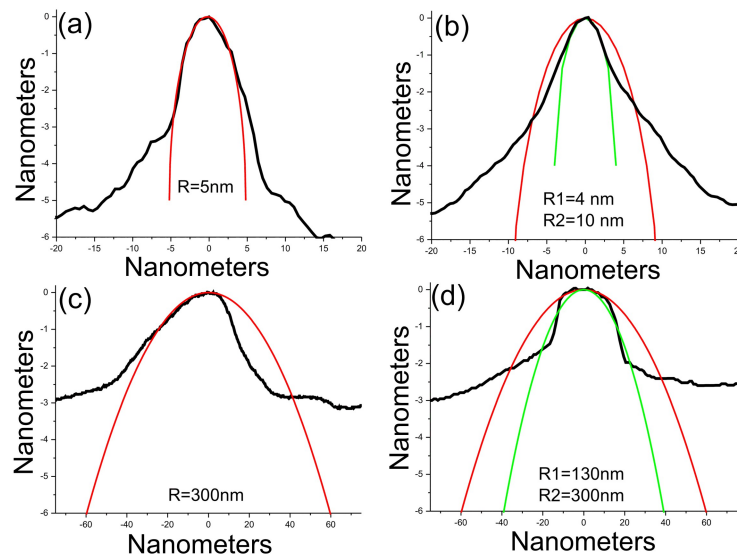 (a)
0
-1
-2
-3
-4
-5
-6
Nanometers
R=5nm
-20 -15 -10 -5 0 5 10 15 20
Nanometers
(b)
0
-1
-2
-3
-4
-5
-6
Nanometers
R1=4 nm
R2=10 nm
-20 -15 -10 -5 0 5 10 15 20
Nanometers
(c)
0
-1
-2
-3
-4
-5
-6
Nanometers
R=300nm
-60 -40 -20 0 20 40 60
Nanometers
(d)
0
-1
-2
-3
-4
-5
-6
Nanometers
R1=130nm
R2=300nm
-60 -40 -20 0 20 40 60
Nanometers